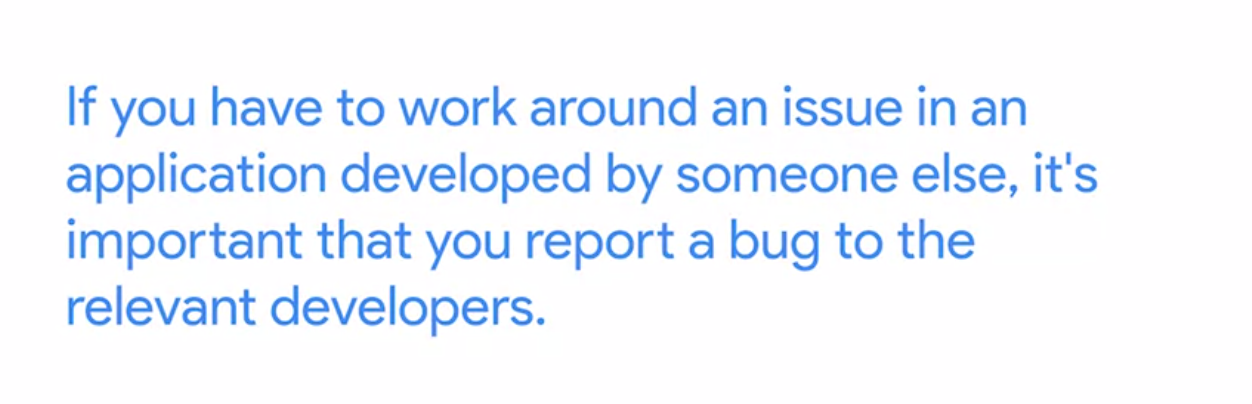 If you have to work around an issue in an
application developed by someone else, it's
important that you report a bug to the
relevant developers.